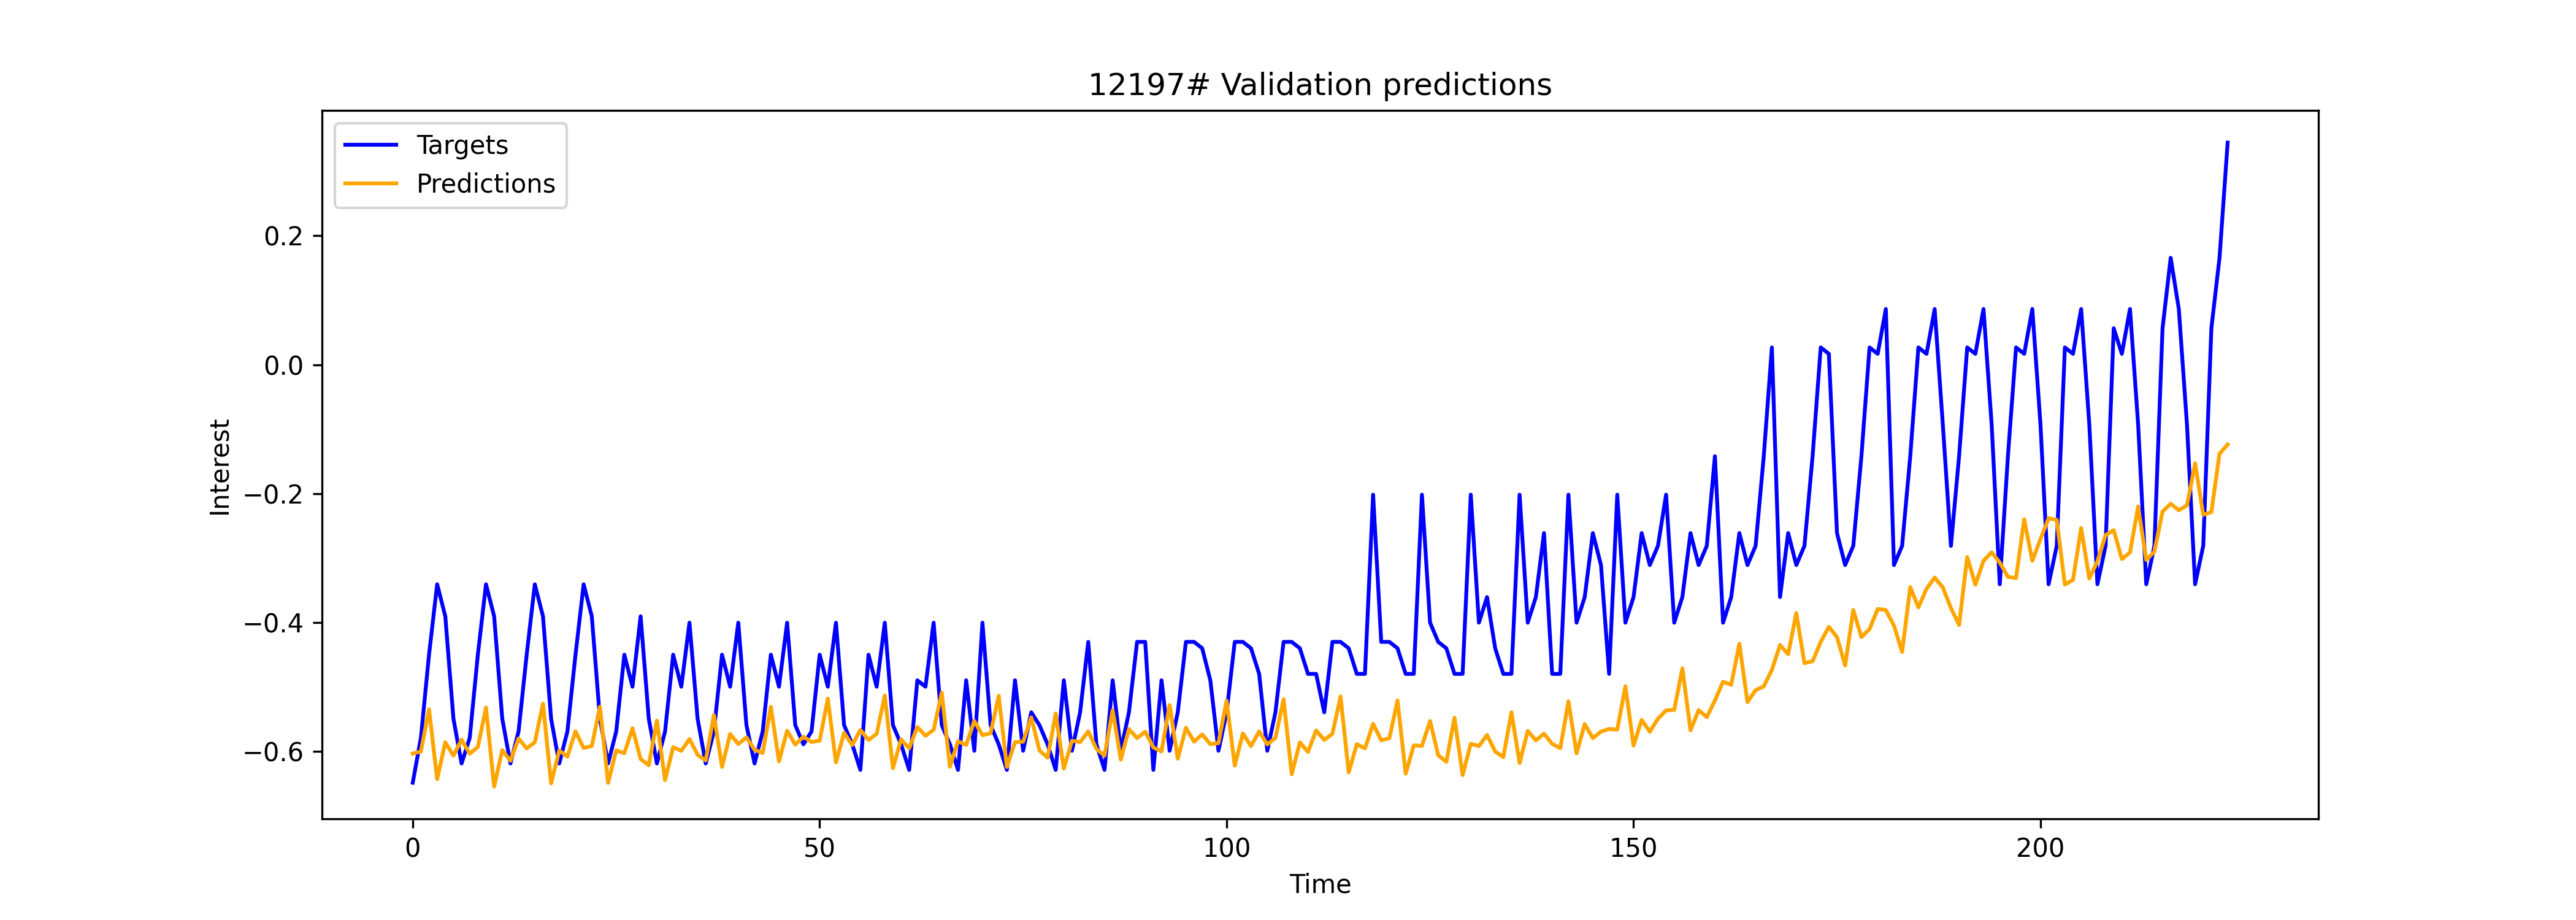 12197# Validation predictions
Targets
Predictions
Interest
0.2
0.0
−0.2
−0.4
−0.6
0 50 100 150 200
Time